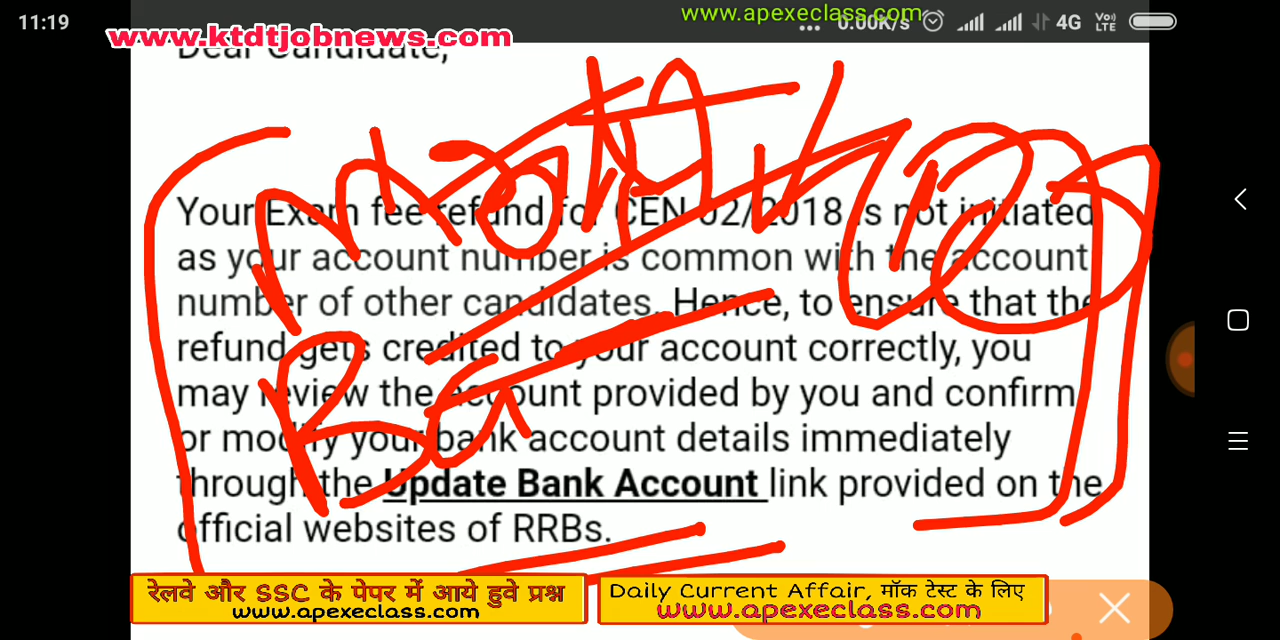 11:19
www.apexeclass.com
... 0.00K/s 4G VoLTE
www.ktdtjobnews.com
Dear Candidate,
Your Exam fee refund for CEN 02/2018 is not initiated
as your account number is common with the account
number of other candidates. Hence, to ensure that the
refund gets credited to your account correctly, you
may review the account provided by you and confirm
or modify your bank account details immediately
through the Update Bank Account link provided on the
official websites of RRBs.
रेलवे और SSC के पेपर में आये हुवे प्रश्न
www.apexeclass.com
Daily Current Affair, मॉक टेस्ट के लिए
www.apexeclass.com